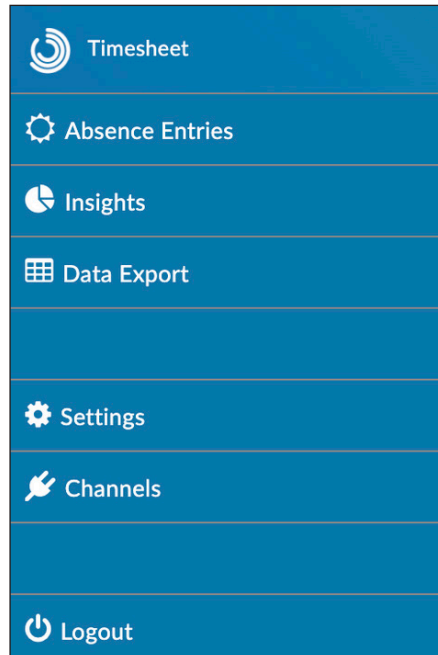 Timesheet
Absence Entries
Insights
Data Export
Settings
Channels
Logout